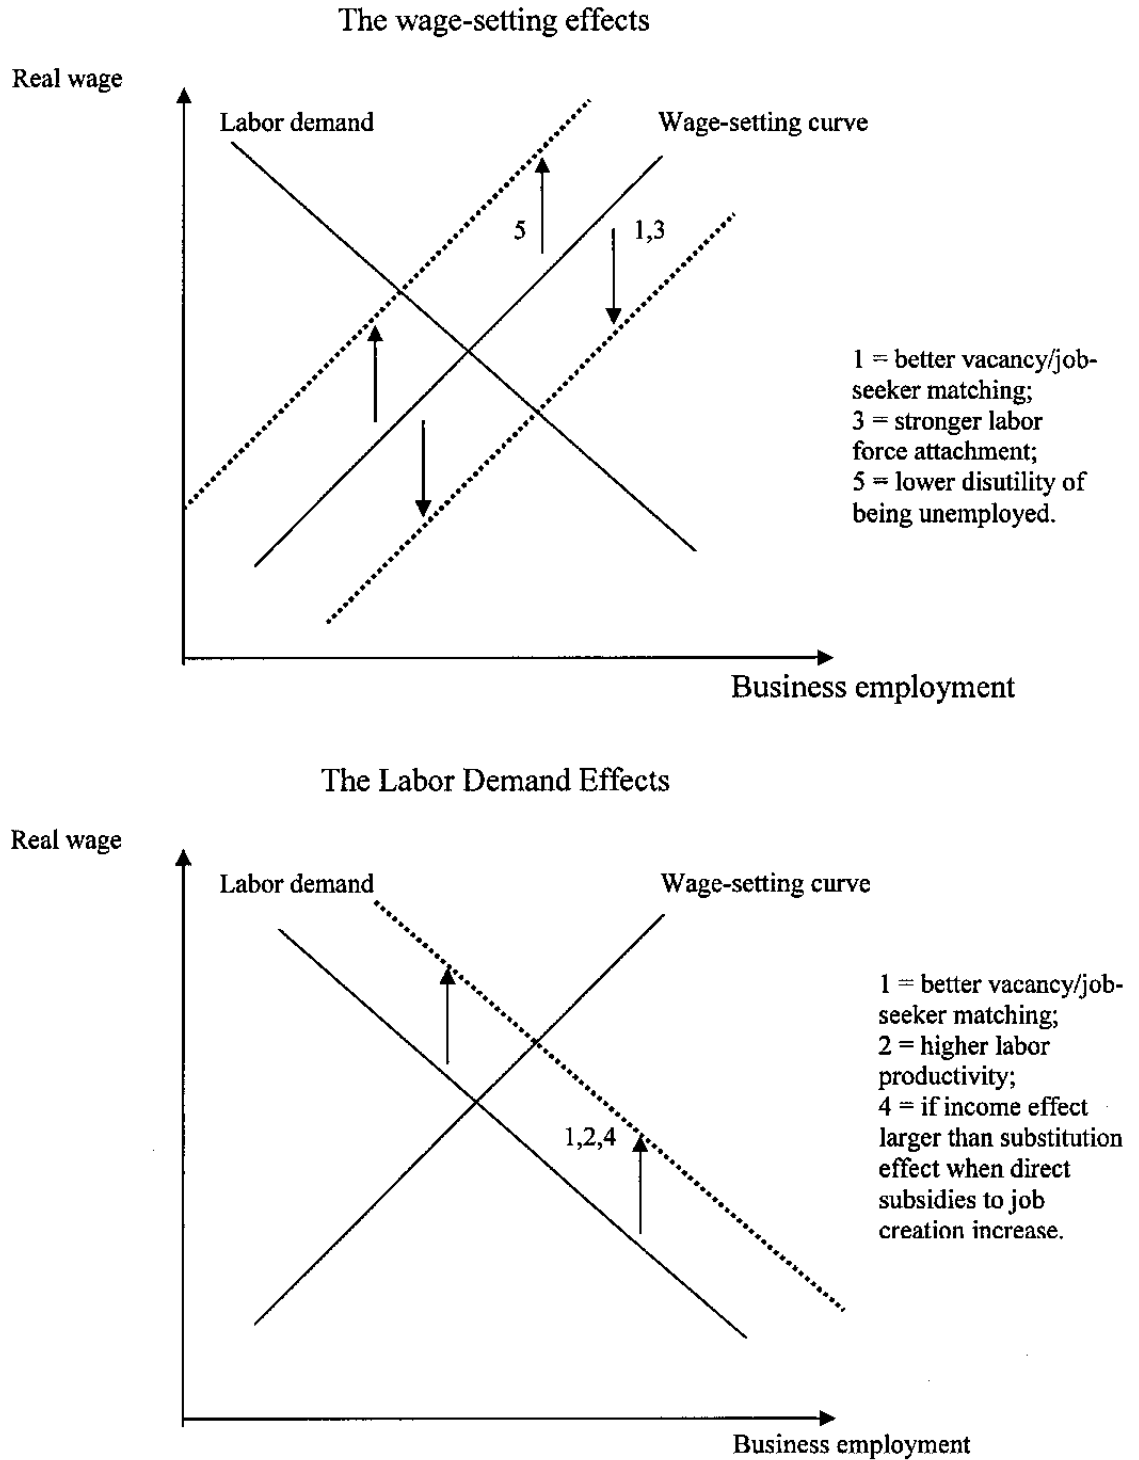 The wage-setting effects
Real wage
Labor demand
Wage-setting curve
5
1,3
1 = better vacancy/job-
seeker matching;
3 = stronger labor
force attachment;
5 = lower disutility of
being unemployed.
Business employment
The Labor Demand Effects
Real wage
Labor demand
Wage-setting curve
1 = better vacancy/job-
seeker matching;
2 = higher labor
productivity;
4 = if income effect
larger than substitution
effect when direct
subsidies to job
creation increase.
1,2,4
Business employment